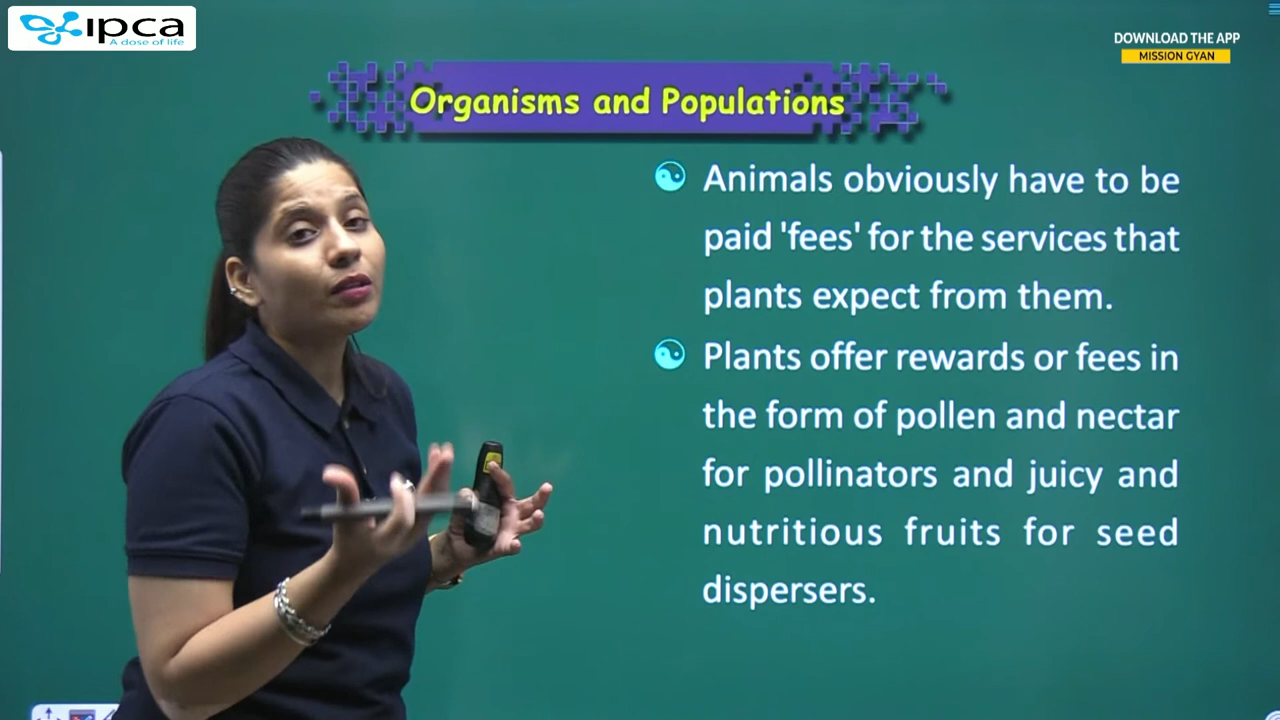 ipca
A dose of life
DOWNLOAD THE APP
MISSION GYAN
Organisms and Populations
Animals obviously have to be
paid 'fees' for the services that
plants expect from them.
Plants offer rewards or fees in
the form of pollen and nectar
for pollinators and juicy and
nutritious fruits for seed
dispersers.